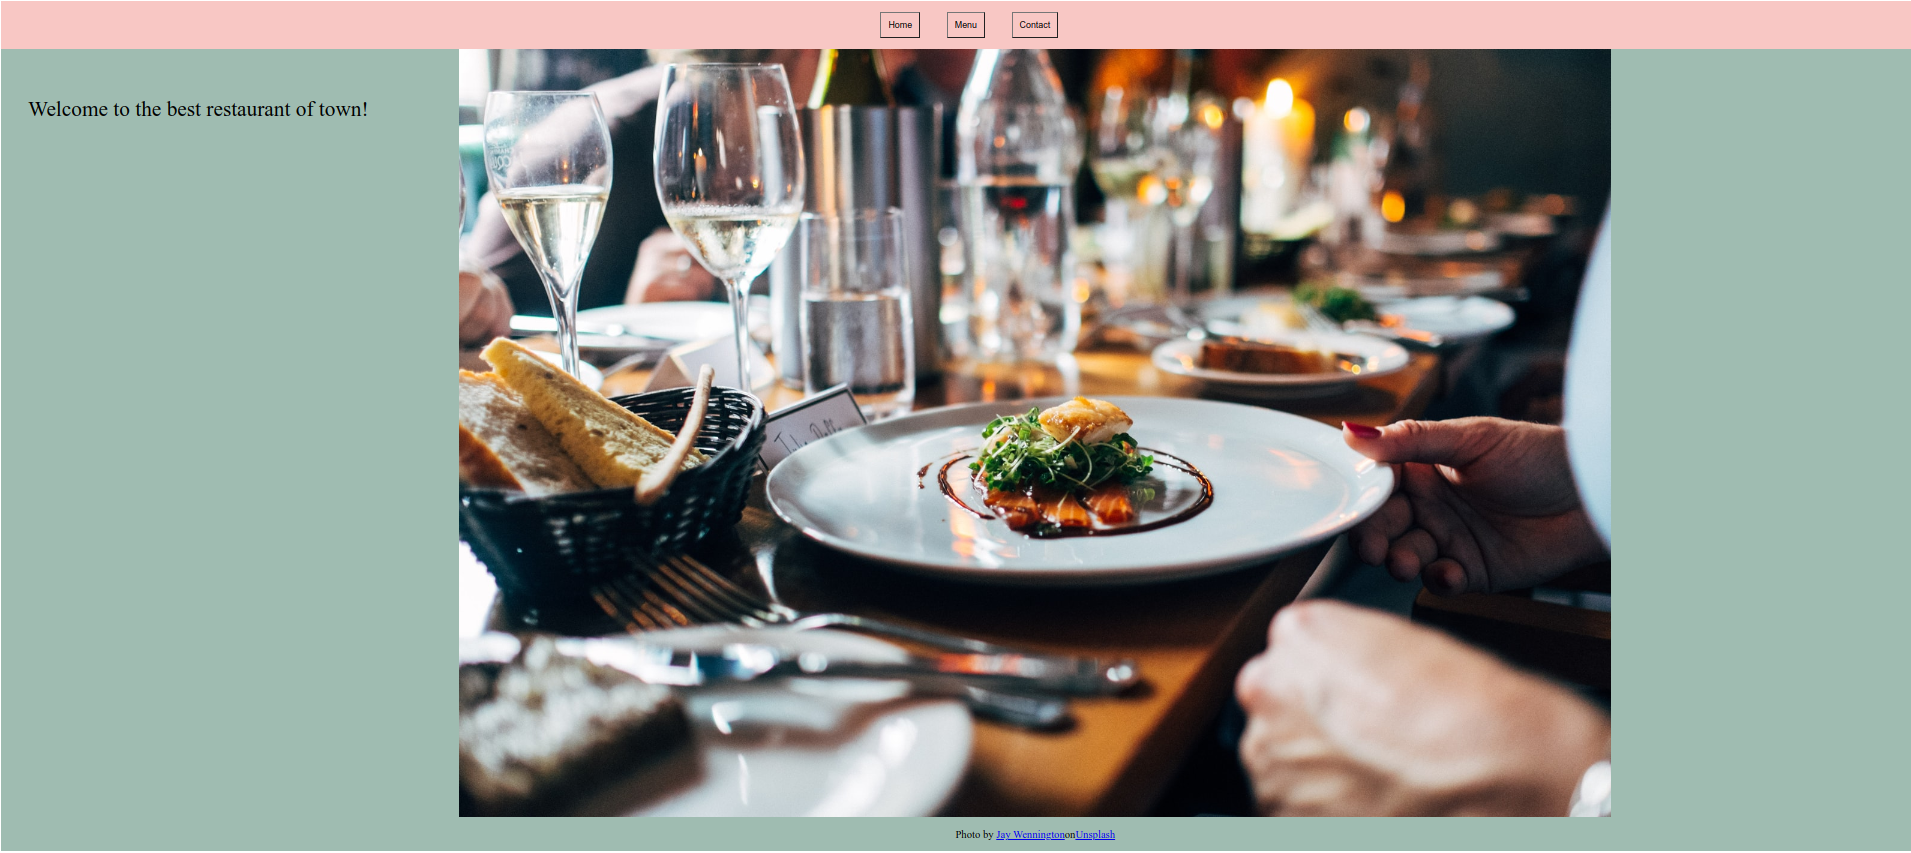 Home Menu Contact
Welcome to the best restaurant of town!
Photo by Jay WenningtononUnsplash